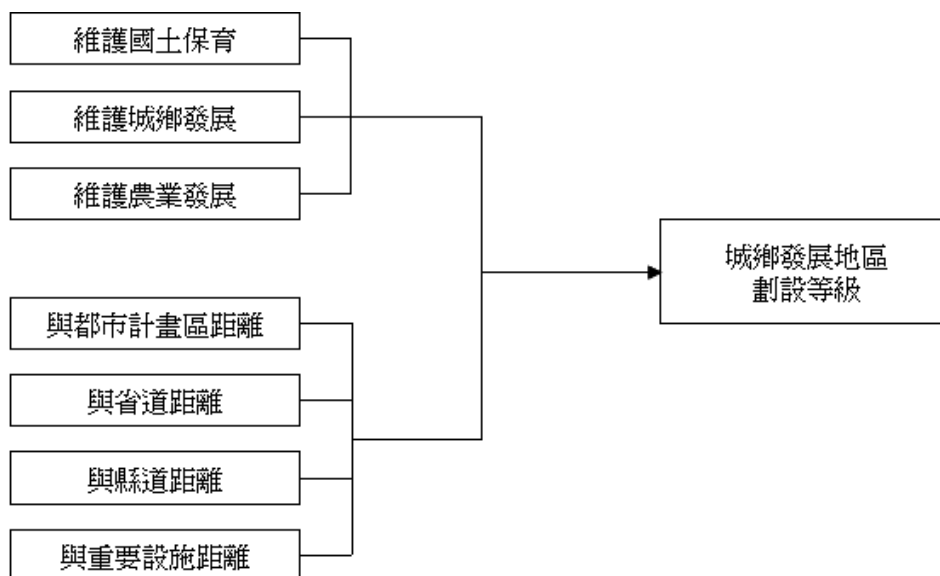 維護國土保育
維護城鄉發展
維護農業發展
與都市計畫區距離
與省道距離
與縣道距離
與重要設施距離
城鄉發展地區
劃設等級